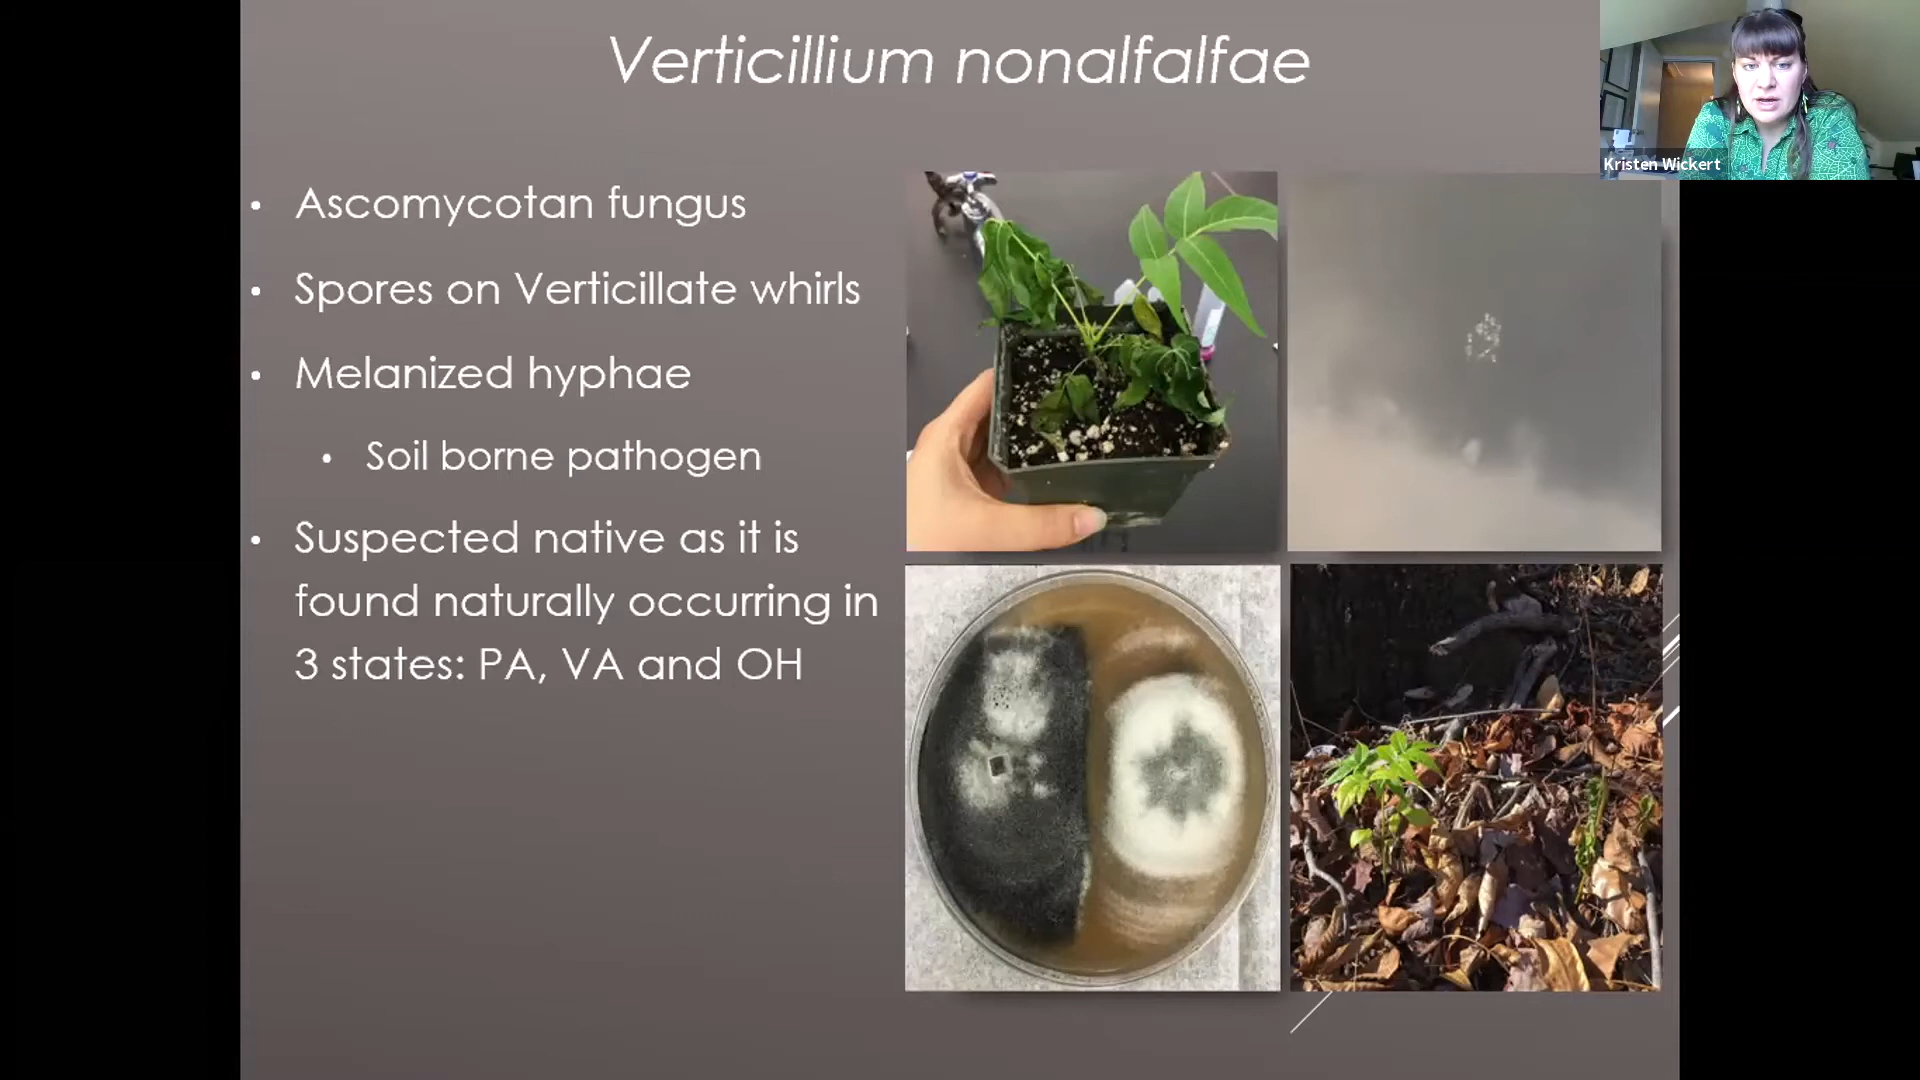 Verticillium nonalfalfae
Kristen Wickert
• Ascomycotan fungus
• Spores on Verticillate whirls
• Melanized hyphae
• Soil borne pathogen
• Suspected native as it is
found naturally occurring in
3 states: PA, VA and OH